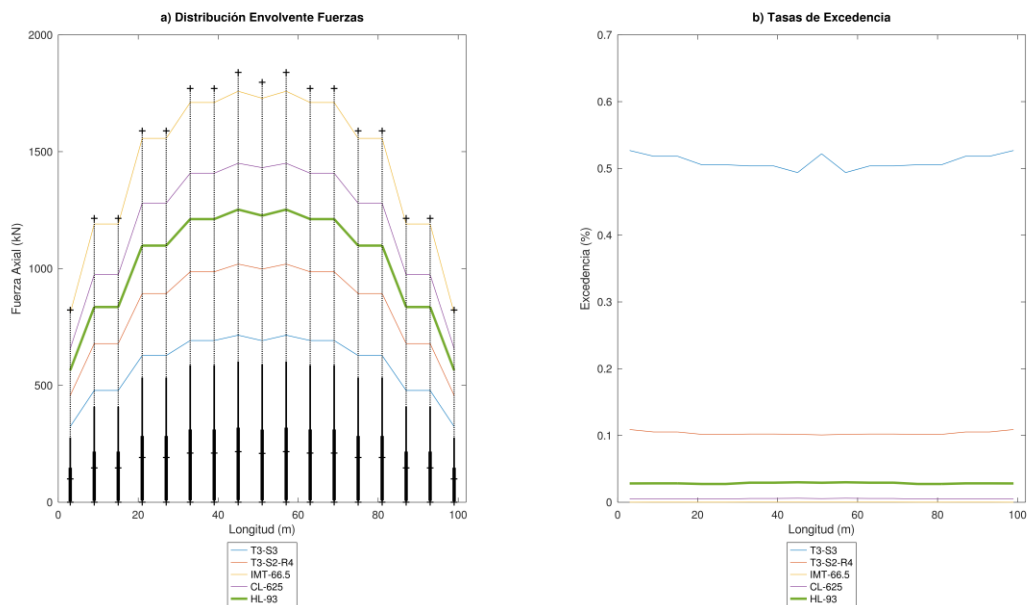 a) Distribución Envolvente Fuerzas
2000
1500
1000
500
0
Fuerza Axial (kN)
0 20 40 60 80 100
Longitud (m)
T3-S3
T3-S2-R4
IMT-66.5
CL-625
HL-93
b) Tasas de Excedencia
0.7
0.6
0.5
0.4
0.3
0.2
0.1
0
Excedencia (%)
0 20 40 60 80 100
Longitud (m)
T3-S3
T3-S2-R4
IMT-66.5
CL-625
HL-93